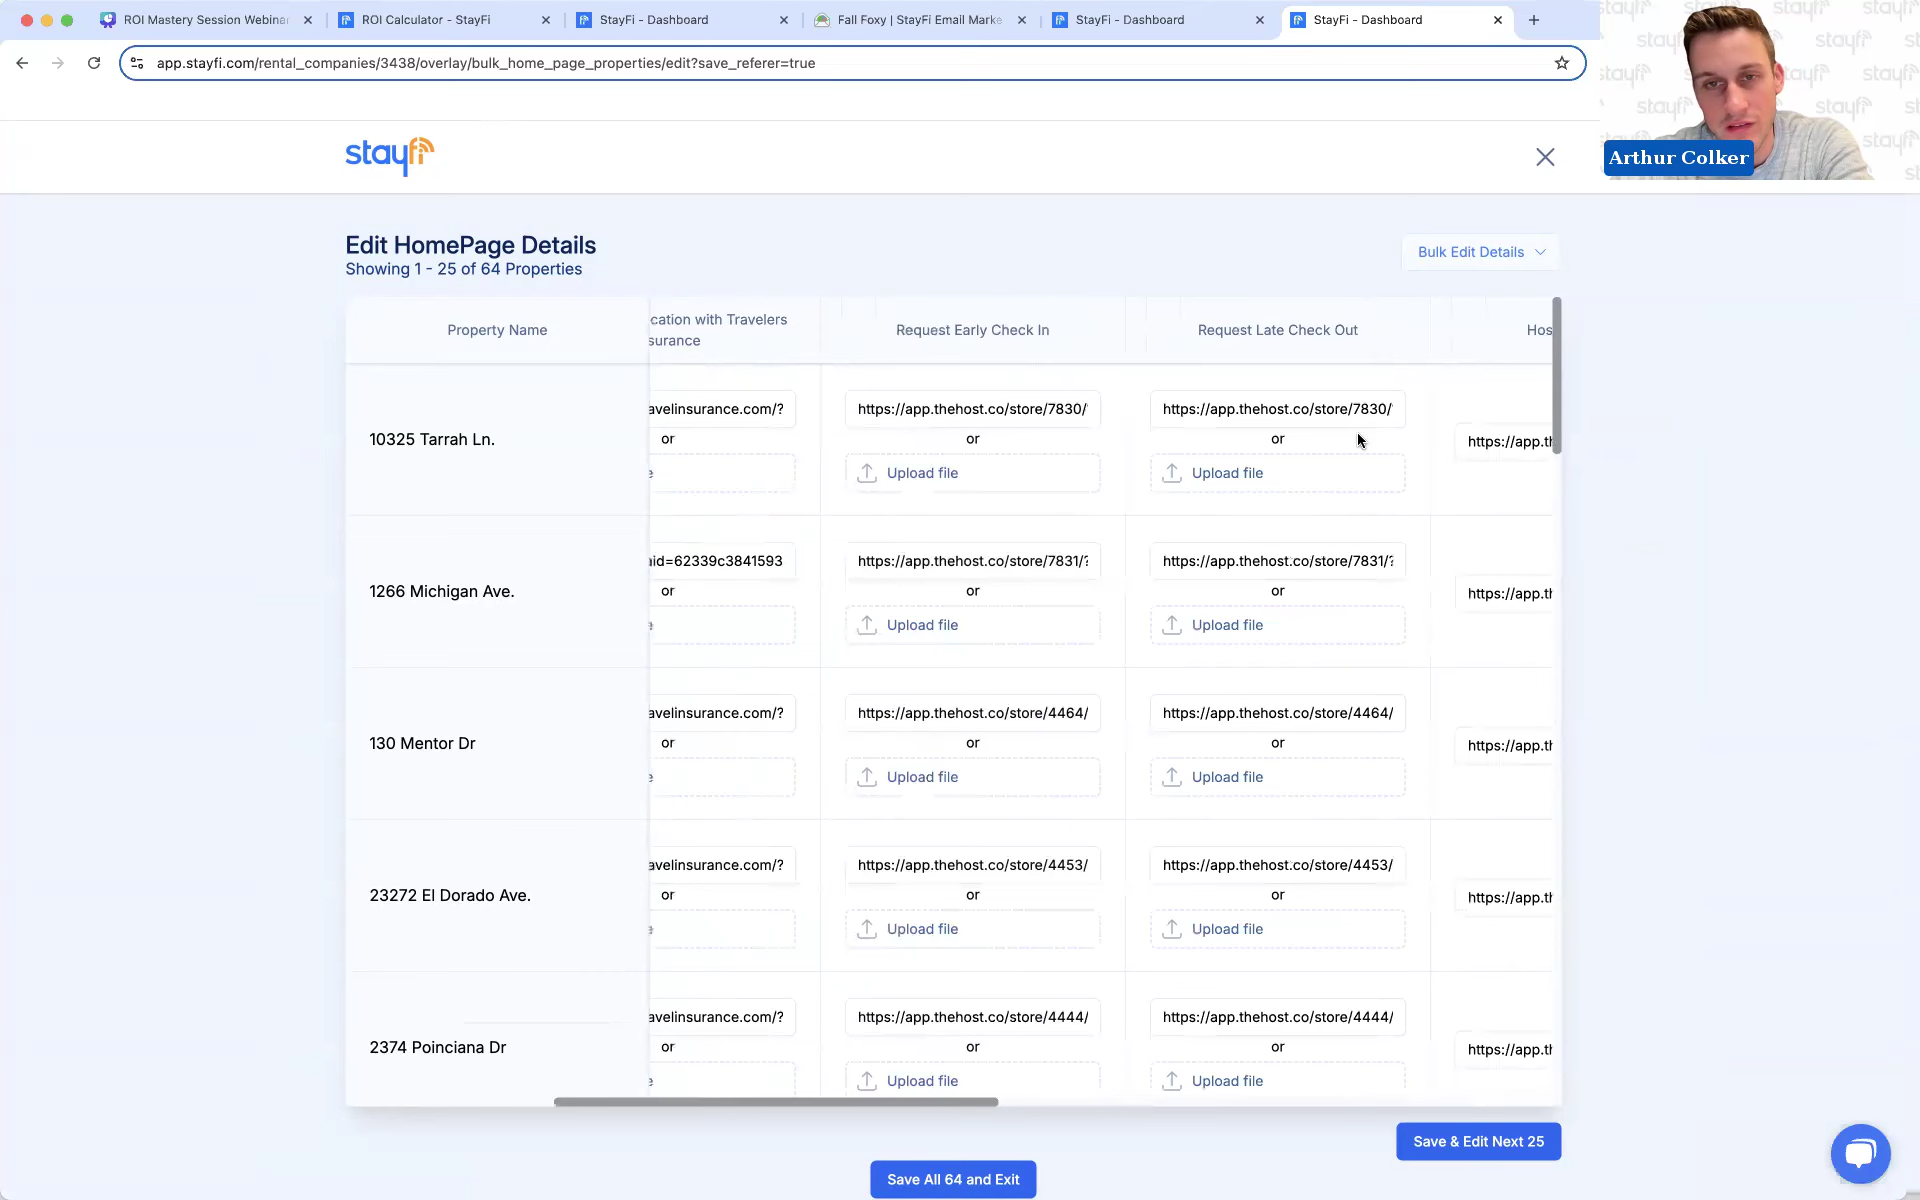 ROI Mastery Session Webinar
ROI Calculator - StayFi
StayFi - Dashboard
Fall Foxy | StayFi Email Marke
StayFi - Dashboard
StayFi - Dashboard
app.stayfi.com/rental_companies/3438/overlay/bulk_home_page_properties/edit?save_referer=true
stayfi
Arthur Colker
Edit HomePage Details
Showing 1 - 25 of 64 Properties
Bulk Edit Details
Property Name
cation with Travelers
surance
Request Early Check In
Request Late Check Out
Hos
10325 Tarrah Ln.
avelinsurance.com/?
or
e
https://app.thehost.co/store/7830/
or
Upload file
https://app.thehost.co/store/7830/
or
Upload file
https://app.th
1266 Michigan Ave.
aid=62339c3841593
or
e
https://app.thehost.co/store/7831/?
or
Upload file
https://app.thehost.co/store/7831/?
or
Upload file
https://app.th
130 Mentor Dr
avelinsurance.com/?
or
e
https://app.thehost.co/store/4464/
or
Upload file
https://app.thehost.co/store/4464/
or
Upload file
https://app.th
23272 El Dorado Ave.
avelinsurance.com/?
or
e
https://app.thehost.co/store/4453/
or
Upload file
https://app.thehost.co/store/4453/
or
Upload file
https://app.th
2374 Poinciana Dr
avelinsurance.com/?
or
e
https://app.thehost.co/store/4444/
or
Upload file
https://app.thehost.co/store/4444/
or
Upload file
https://app.th
Save & Edit Next 25
Save All 64 and Exit